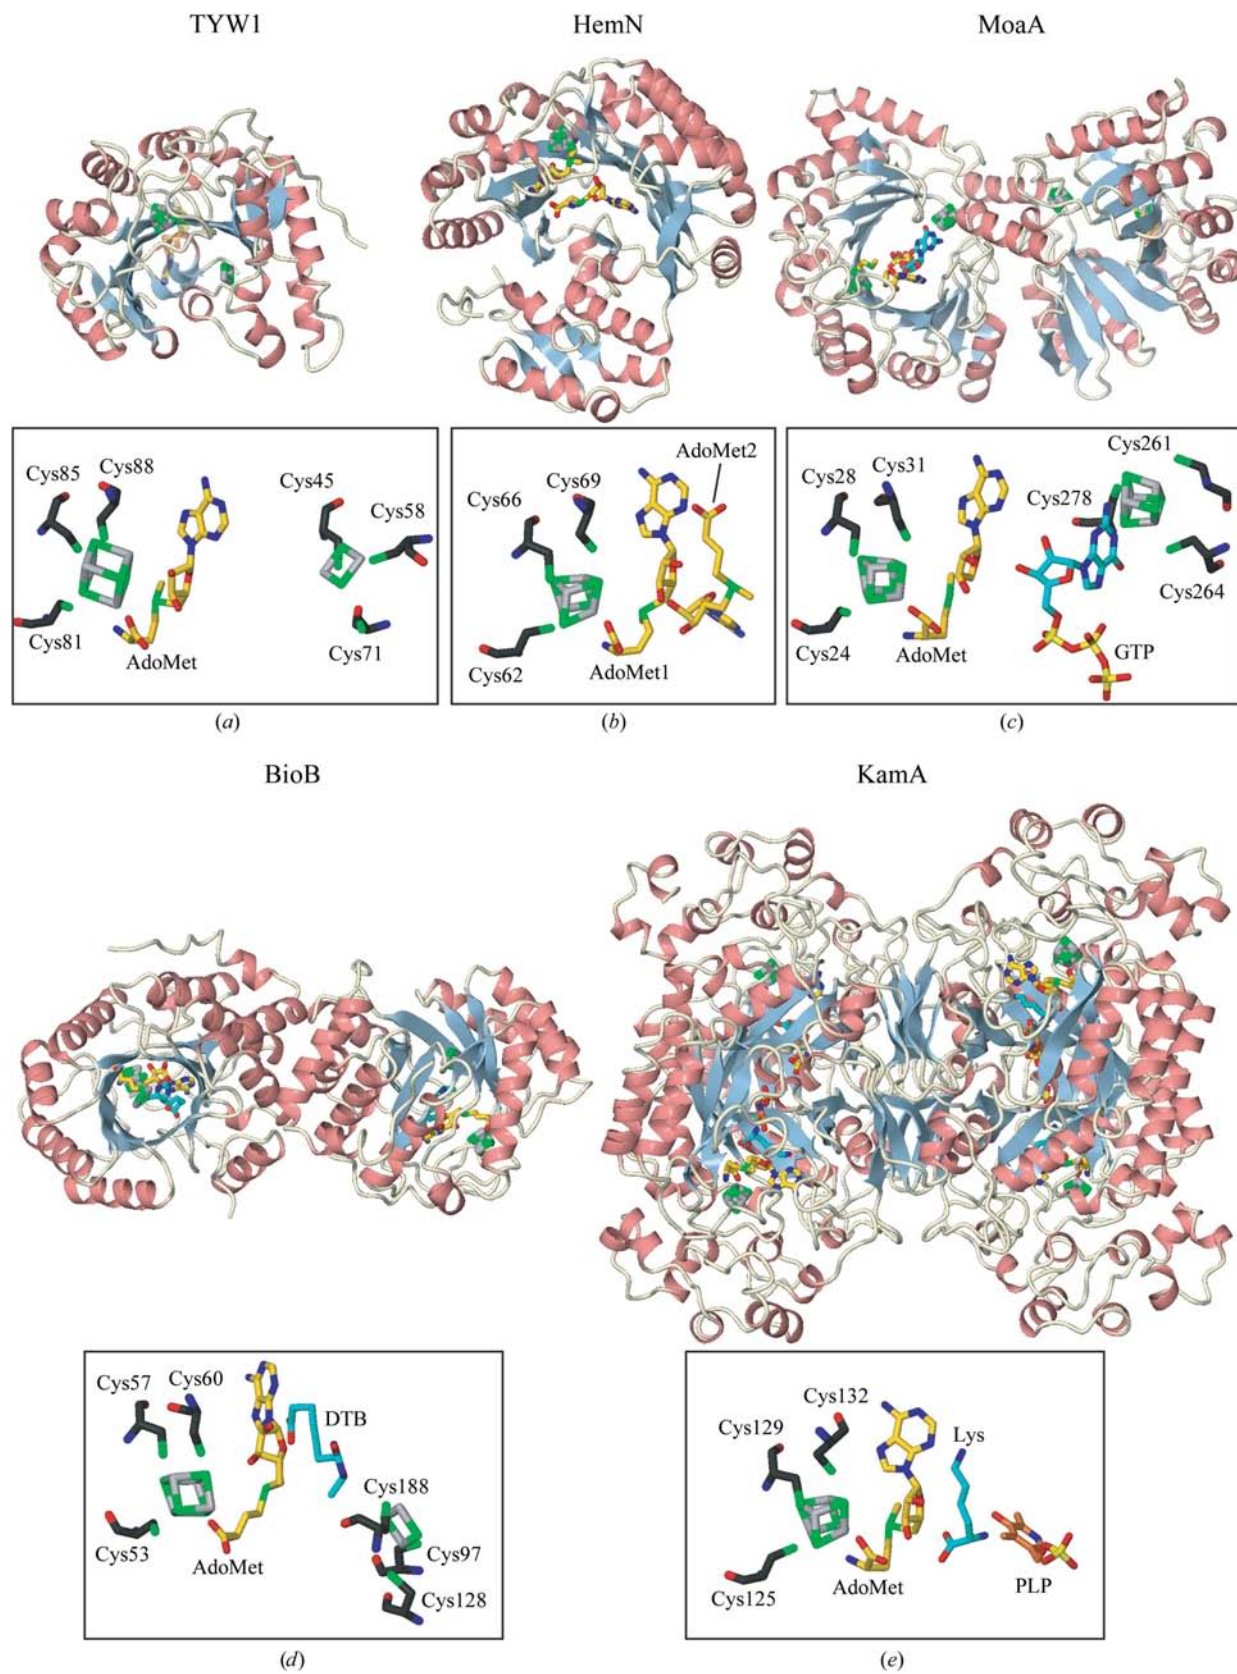 TYW1
HemN
MoaA
Cys85
Cys88
Cys45
Cys58
Cys81
AdoMet
Cys71
Cys66
Cys69
AdoMet2
Cys62
AdoMet1
Cys28
Cys31
Cys261
Cys278
Cys264
Cys24
AdoMet
GTP
(a)
(b)
(c)
BioB
KamA
Cys57
Cys60
DTB
Cys188
Cys53
AdoMet
Cys97
Cys128
Cys132
Cys129
Lys
Cys125
AdoMet
PLP
(d)
(e)